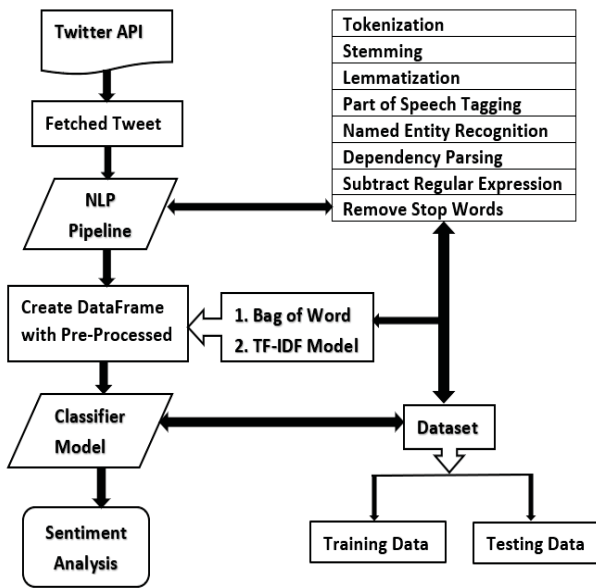 Twitter API
Fetched Tweet
NLP
Pipeline
Create DataFrame
with Pre-Processed
Classifier
Model
Sentiment
Analysis
Tokenization
Stemming
Lemmatization
Part of Speech Tagging
Named Entity Recognition
Dependency Parsing
Subtract Regular Expression
Remove Stop Words
1. Bag of Word
2. TF-IDF Model
Dataset
Training Data
Testing Data